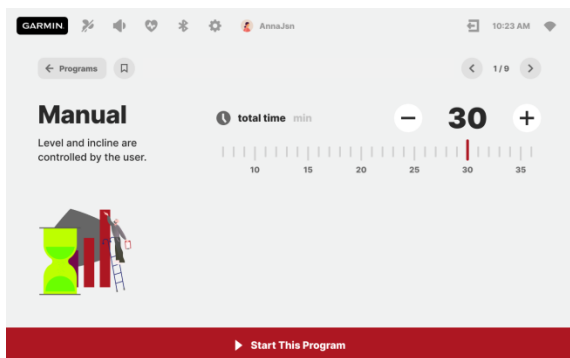 GARMIN. AnnaJsn 10:23 AM
Programs 1/9
Manual
Level and incline are
controlled by the user.
total time min 30
10 15 20 25 30 35
Start This Program